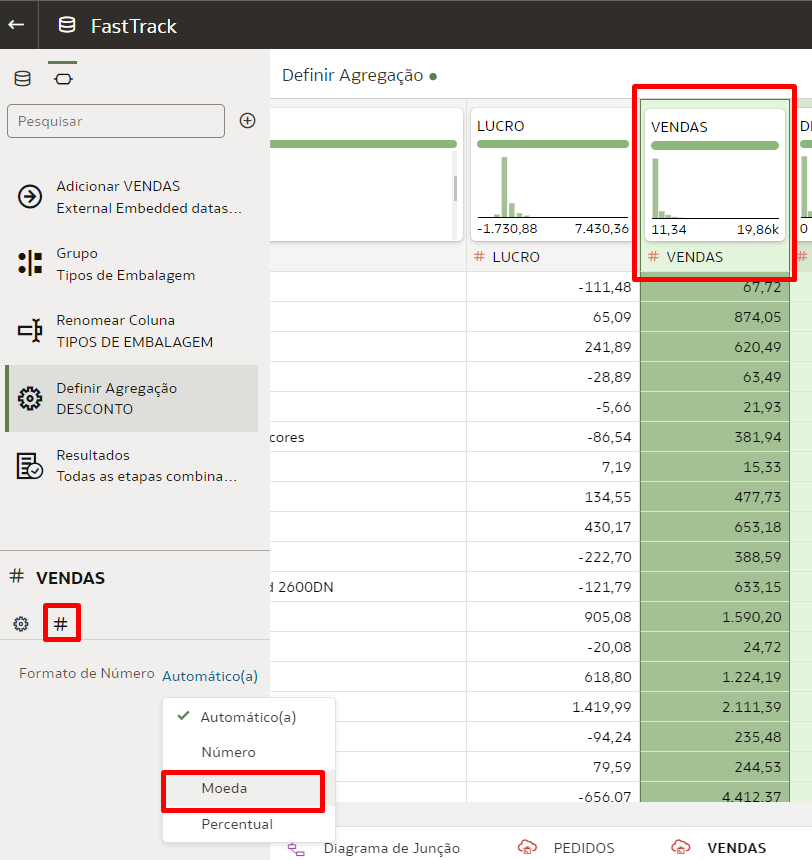 FastTrack
Definir Agregação
Pesquisar
Adicionar VENDAS
External Embedded datas...
Grupo
Tipos de Embalagem
Renomear Coluna
TIPOS DE EMBALAGEM
Definir Agregação
DESCONTO
Resultados
Todas as etapas combina...
# VENDAS
#
Formato de Número Automático(a)
Automático(a)
Número
Moeda
Percentual
LUCRO VENDAS
-1.730,88 7.430,36 11,34 19,86k 0
# LUCRO # VENDAS #
-111,48 67,72
65,09 874,05
241,89 620,49
-28,89 63,49
-5,66 21,93
cores -86,54 381,94
7,19 15,33
134,55 477,73
430,17 653,18
-222,70 388,59
d 2600DN -121,79 633,15
905,08 1.590,20
-20,08 24,72
618,80 1.224,19
1.419,99 2.111,39
-94,24 235,48
79,59 244,53
-656,07 4.412,37
Diagrama de Junção PEDIDOS VENDAS